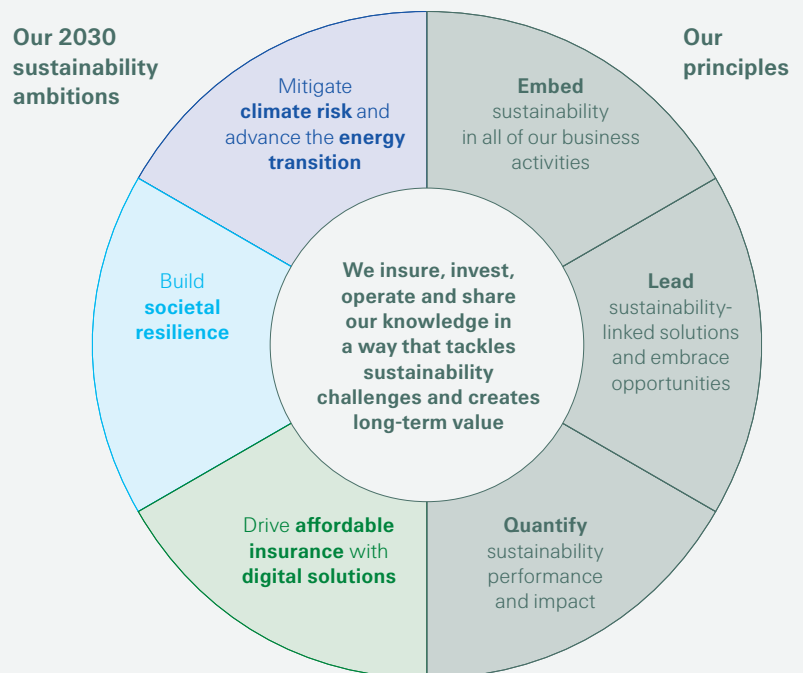 Our 2030
sustainability
ambitions
Mitigate
climate risk and
advance the energy
transition
Build
societal
resilience
Drive affordable
insurance with
digital solutions
We insure, invest,
operate and share
our knowledge in
a way that tackles
sustainability
challenges and creates
long-term value
Our
principles
Embed
sustainability
in all of our business
activities
Lead
sustainability-
linked solutions
and embrace
opportunities
Quantify
sustainability
performance
and impact